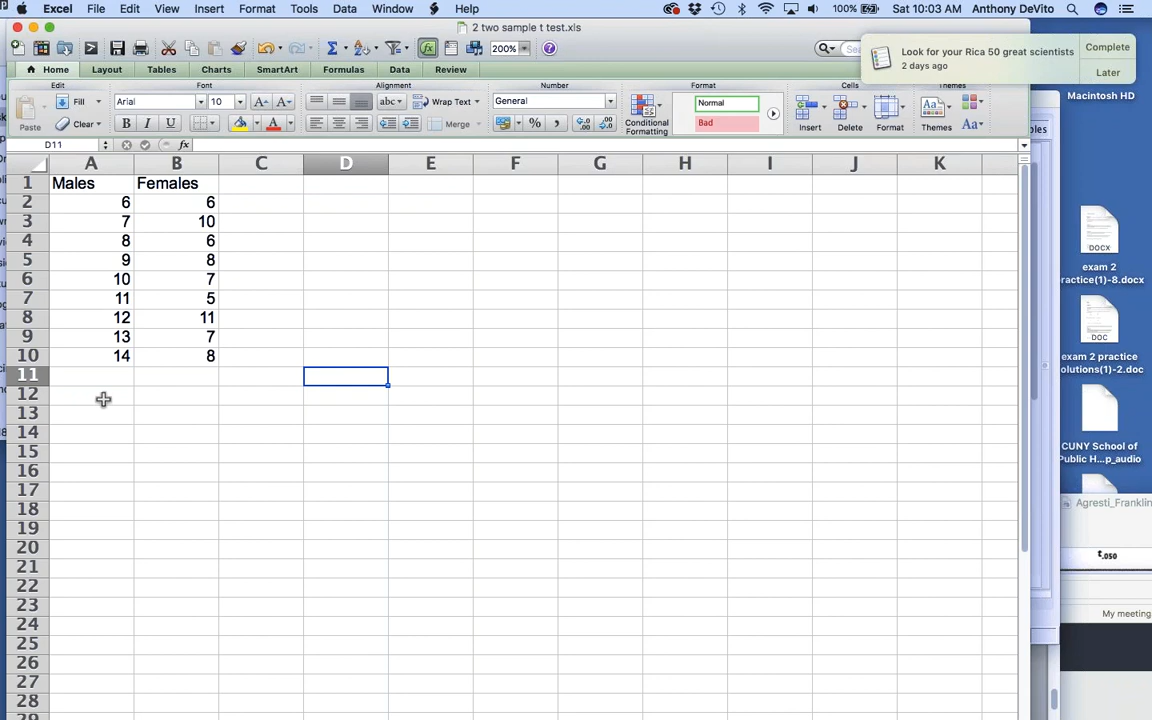 Excel File Edit View Insert Format Tools Data Window Help 100% Sat 10:03 AM Anthony DeVito
2 two sample t test.xls
200%
Look for your Rica 50 great scientists
2 days ago
Complete
Later
Home Layout Tables Charts SmartArt Formulas Data Review
Edit Font Alignment Number Format Cells Themes
Paste Fill Clear Arial 10 abc Wrap Text General Normal
B I U Merge % Conditional Formatting Bad Insert Delete Format Themes Aa
D11 fx
A B C D E F G H I J K
1 Males Females
2 6 6
3 7 10
4 8 6
5 9 8
6 10 7
7 11 5
8 12 11
9 13 7
10 14 8
11
12
13
14
15
16
17
18
19
20
21
22
23
24
25
26
27
28
29
Macintosh HD
DOCX
exam 2
ractice(1)-8.docx
DOC
exam 2 practice
olutions(1)-2.doc
CUNY School of
Public H...p_audio
Agresti_Franklin
t.050
My meeting